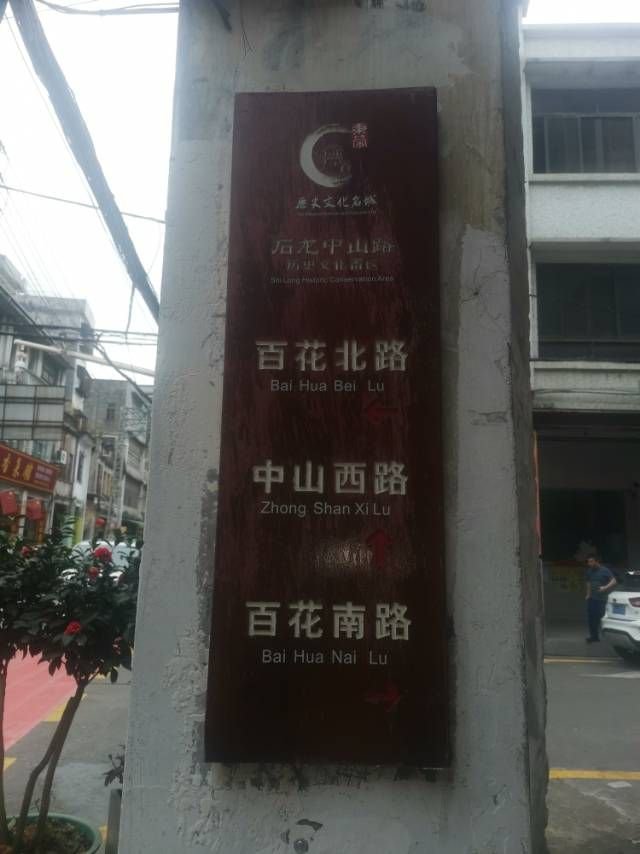 东莞
历史文化名城
石龙中山路
历史文化街区
Shi Long Historic Conservation Area
百花北路
Bai Hua Bei Lu
中山西路
Zhong Shan Xi Lu
百花南路
Bai Hua Nai Lu